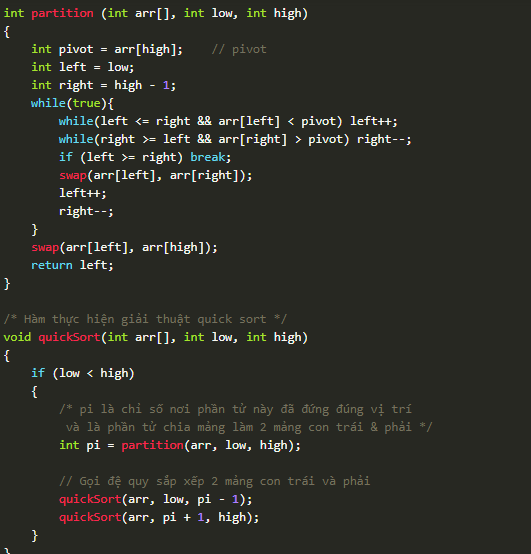 int partition (int arr[], int low, int high)
{
    int pivot = arr[high];    // pivot
    int left = low;
    int right = high - 1;
    while(true){
        while(left <= right && arr[left] < pivot) left++;
        while(right >= left && arr[right] > pivot) right--;
        if (left >= right) break;
        swap(arr[left], arr[right]);
        left++;
        right--;
    }
    swap(arr[left], arr[high]);
    return left;
}

/* Hàm thực hiện giải thuật quick sort */
void quickSort(int arr[], int low, int high)
{
    if (low < high)
    {
        /* pi là chỉ số nơi phần tử này đã đứng đúng vị trí
         và là phần tử chia mảng làm 2 mảng con trái & phải */
        int pi = partition(arr, low, high);

        // Gọi đệ quy sắp xếp 2 mảng con trái và phải
        quickSort(arr, low, pi - 1);
        quickSort(arr, pi + 1, high);
    }
}